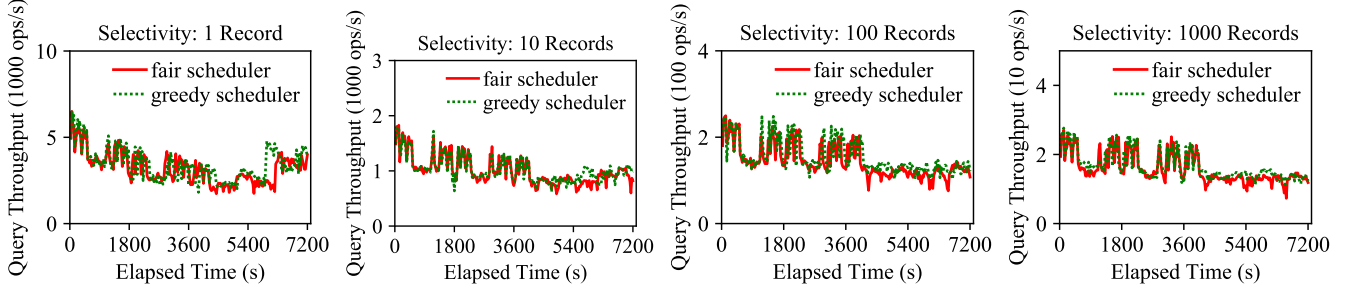 Selectivity: 1 Record
Query Throughput (1000 ops/s)
10
5
0
fair scheduler
greedy scheduler
0 1800 3600 5400 7200
Elapsed Time (s)
Selectivity: 10 Records
Query Throughput (1000 ops/s)
3
2
1
0
fair scheduler
greedy scheduler
0 1800 3600 5400 7200
Elapsed Time (s)
Selectivity: 100 Records
Query Throughput (100 ops/s)
4
2
0
fair scheduler
greedy scheduler
0 1800 3600 5400 7200
Elapsed Time (s)
Selectivity: 1000 Records
Query Throughput (10 ops/s)
4
2
0
fair scheduler
greedy scheduler
0 1800 3600 5400 7200
Elapsed Time (s)